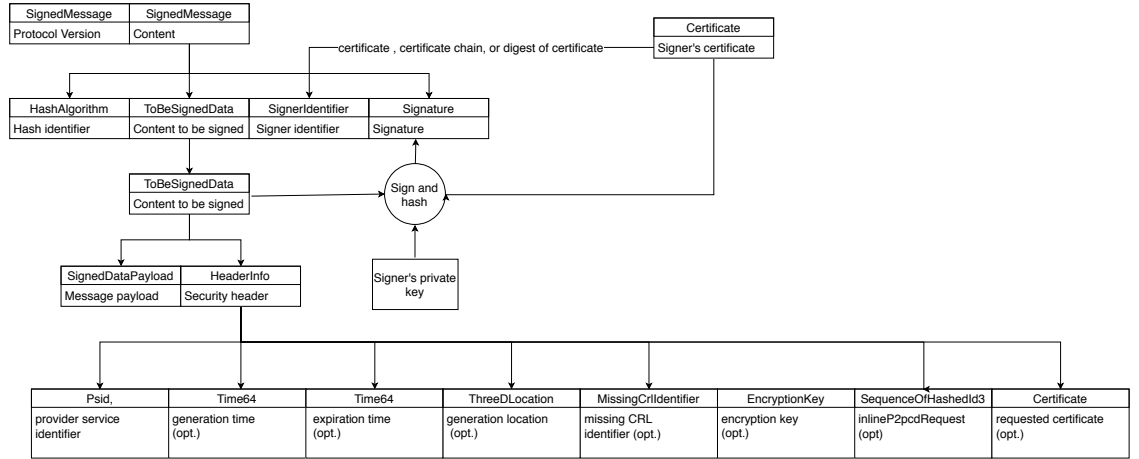 SignedMessage SignedMessage
Protocol Version Content
Certificate
Signer's certificate
certificate , certificate chain, or digest of certificate
HashAlgorithm ToBeSignedData SignerIdentifier Signature
Hash identifier Content to be signed Signer identifier Signature
ToBeSignedData
Content to be signed
Sign and
hash
SignedDataPayload HeaderInfo
Message payload Security header
Signer's private
key
Psid, Time64 Time64 ThreeDLocation MissingCrlIdentifier EncryptionKey SequenceOfHashedId3 Certificate
provider service generation time expiration time generation location missing CRL encryption key inlineP2pcdRequest requested certificate
identifier (opt.) (opt.) (opt.) identifier (opt.) (opt.) (opt) (opt.)